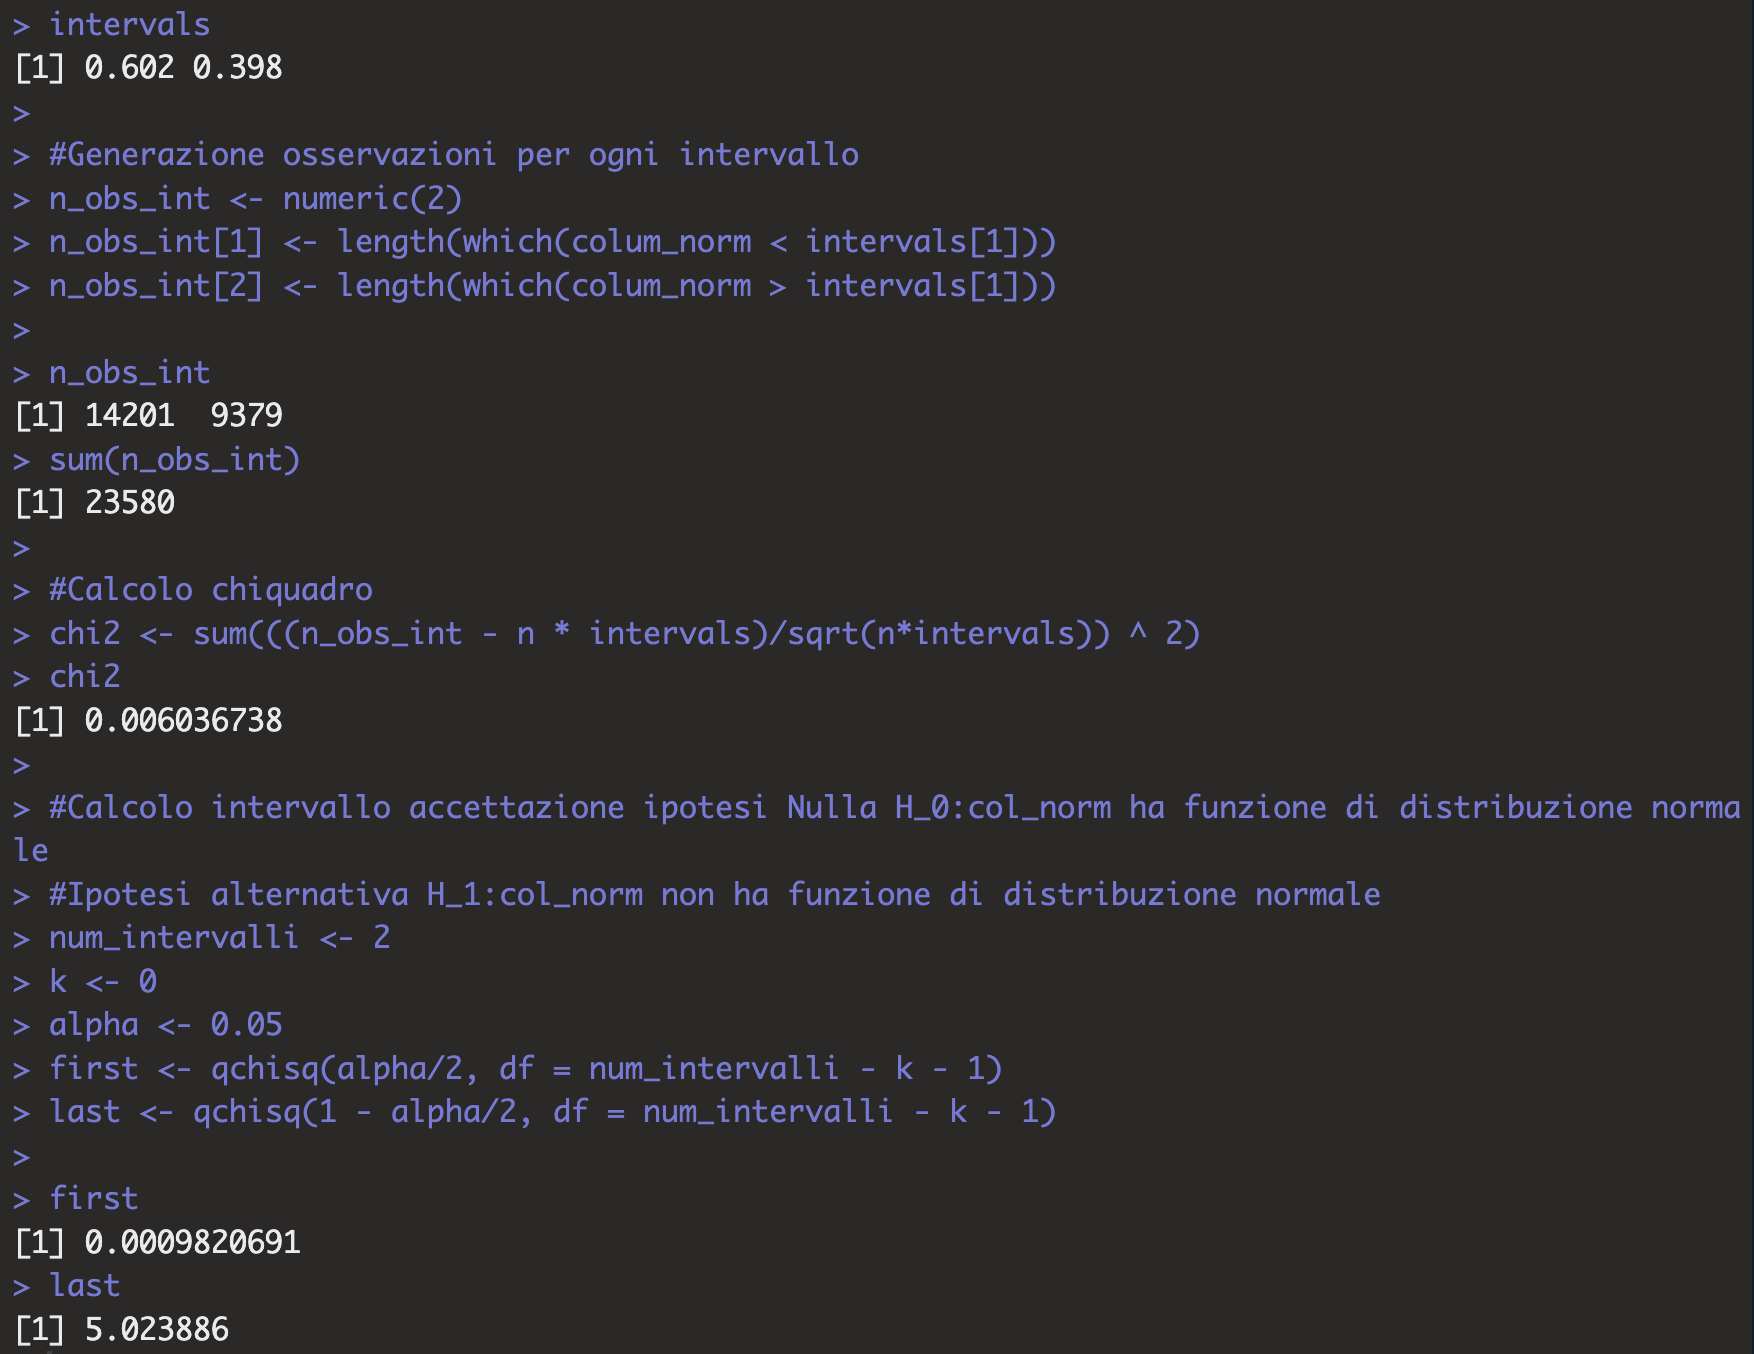 > intervals
[1] 0.602 0.398
>
> #Generazione osservazioni per ogni intervallo
> n_obs_int <- numeric(2)
> n_obs_int[1] <- length(which(colum_norm < intervals[1]))
> n_obs_int[2] <- length(which(colum_norm > intervals[1]))
>
> n_obs_int
[1] 14201  9379
> sum(n_obs_int)
[1] 23580
>
> #Calcolo chiquadro
> chi2 <- sum(((n_obs_int - n * intervals)/sqrt(n*intervals)) ^ 2)
> chi2
[1] 0.006036738
>
> #Calcolo intervallo accettazione ipotesi Nulla H_0:col_norm ha funzione di distribuzione norma
le
> #Ipotesi alternativa H_1:col_norm non ha funzione di distribuzione normale
> num_intervalli <- 2
> k <- 0
> alpha <- 0.05
> first <- qchisq(alpha/2, df = num_intervalli - k - 1)
> last <- qchisq(1 - alpha/2, df = num_intervalli - k - 1)
>
> first
[1] 0.0009820691
> last
[1] 5.023886